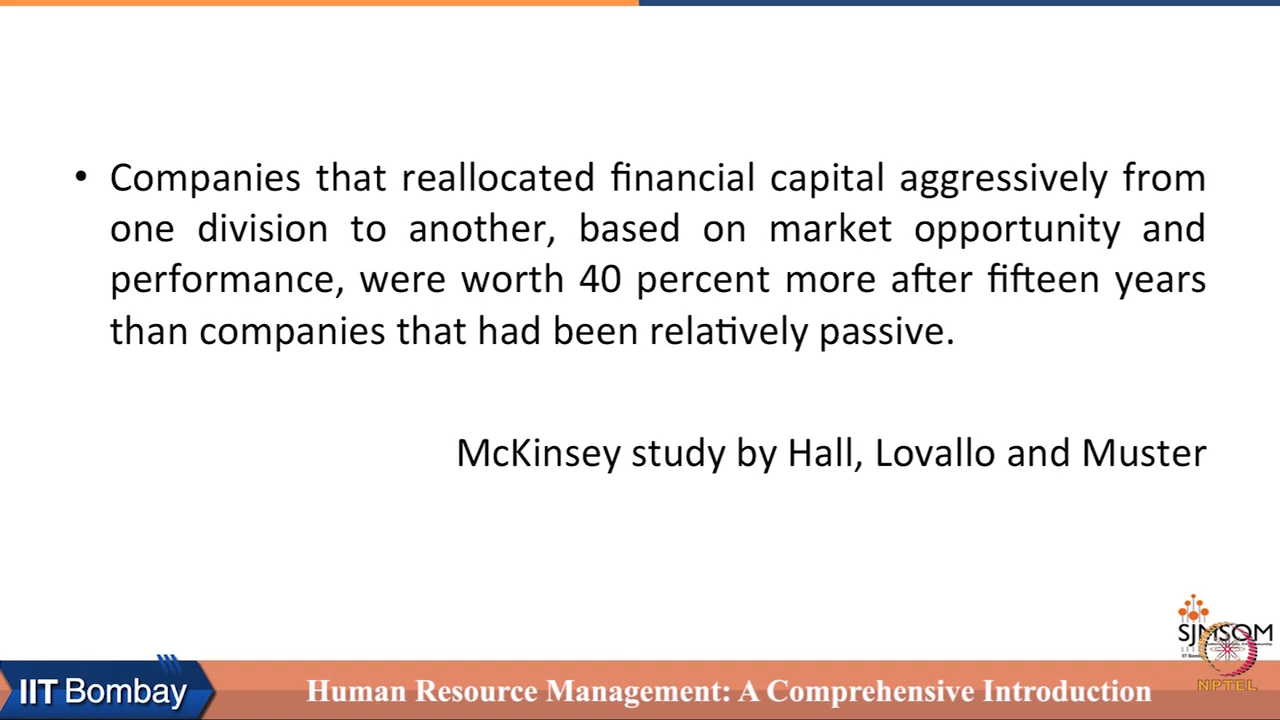 • Companies that reallocated financial capital aggressively from
one division to another, based on market opportunity and
performance, were worth 40 percent more after fifteen years
than companies that had been relatively passive.
McKinsey study by Hall, Lovallo and Muster
SJMSOM
IIT Bombay
Human Resource Management: A Comprehensive Introduction
NPTEL